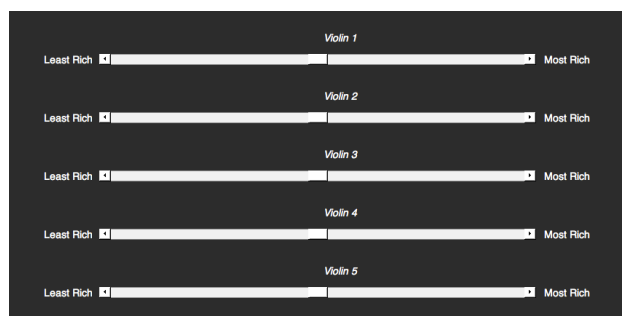 Violin 1
Least Rich Most Rich
Violin 2
Least Rich Most Rich
Violin 3
Least Rich Most Rich
Violin 4
Least Rich Most Rich
Violin 5
Least Rich Most Rich